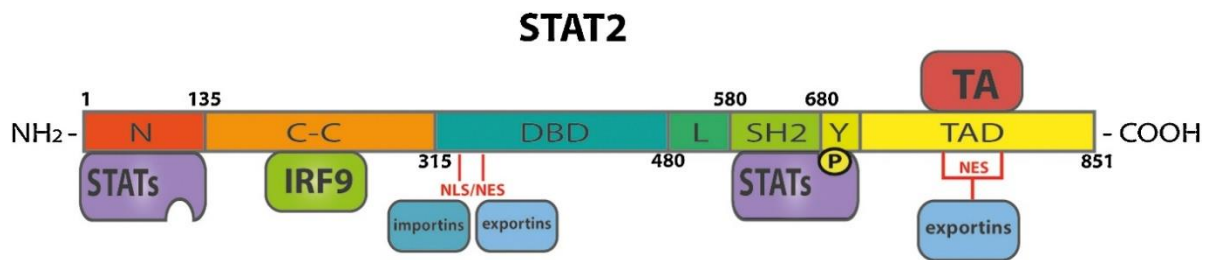 STAT2
TA
1 135 580 680
NH2 - N C-C DBD L SH2 Y TAD - COOH
315 480 851
STATs IRF9 NLS/NES STATs P NES
importins exportins exportins